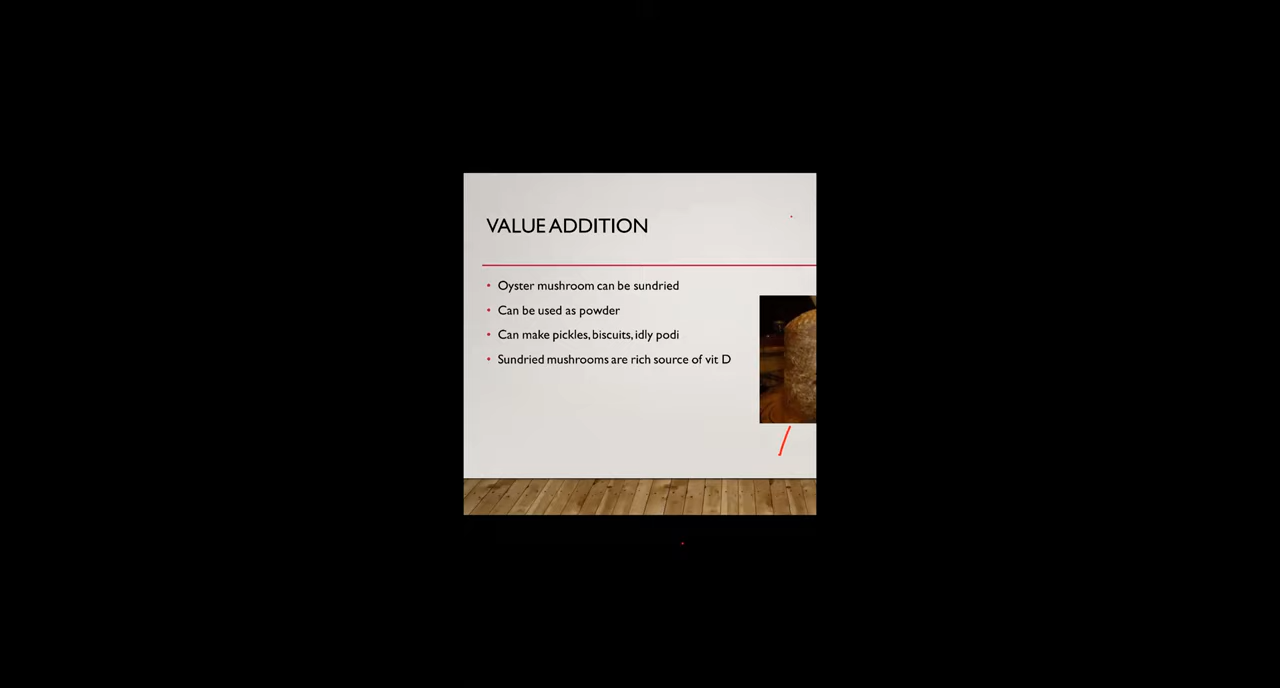 VALUE ADDITION
• Oyster mushroom can be sundried
• Can be used as powder
• Can make pickles, biscuits, idly podi
• Sundried mushrooms are rich source of vit D